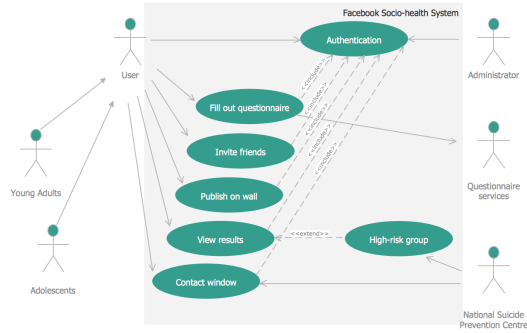 Facebook Socio-health System
Authentication
User
Administrator
<<include>>
Fill out questionnaire
<<include>>
<<include>>
Invite friends
<<include>>
Young Adults
Publish on wall
Questionnaire
services
View results
<<extend>>
High-risk group
Adolescents
Contact window
National Suicide
Prevention Centre